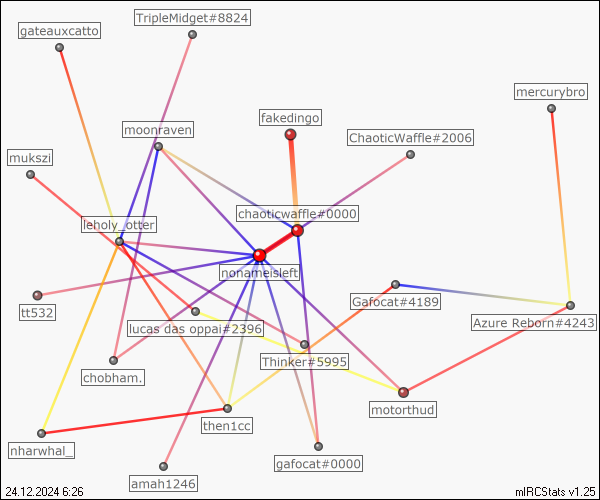 TripleMidget#8824
gateauxcatto
mercurybro
fakedingo
moonraven
ChaoticWaffle#2006
mukszi
chaoticwaffle#0000
leholy_otter
nonameisleft
Gafocat#4189
tt532
lucas das oppai#2396
Azure Reborn#4243
Thinker#5995
chobham.
motorthud
then1cc
nharwhal_
gafocat#0000
amah1246
24.12.2024 6:26
mIRCStats v1.25